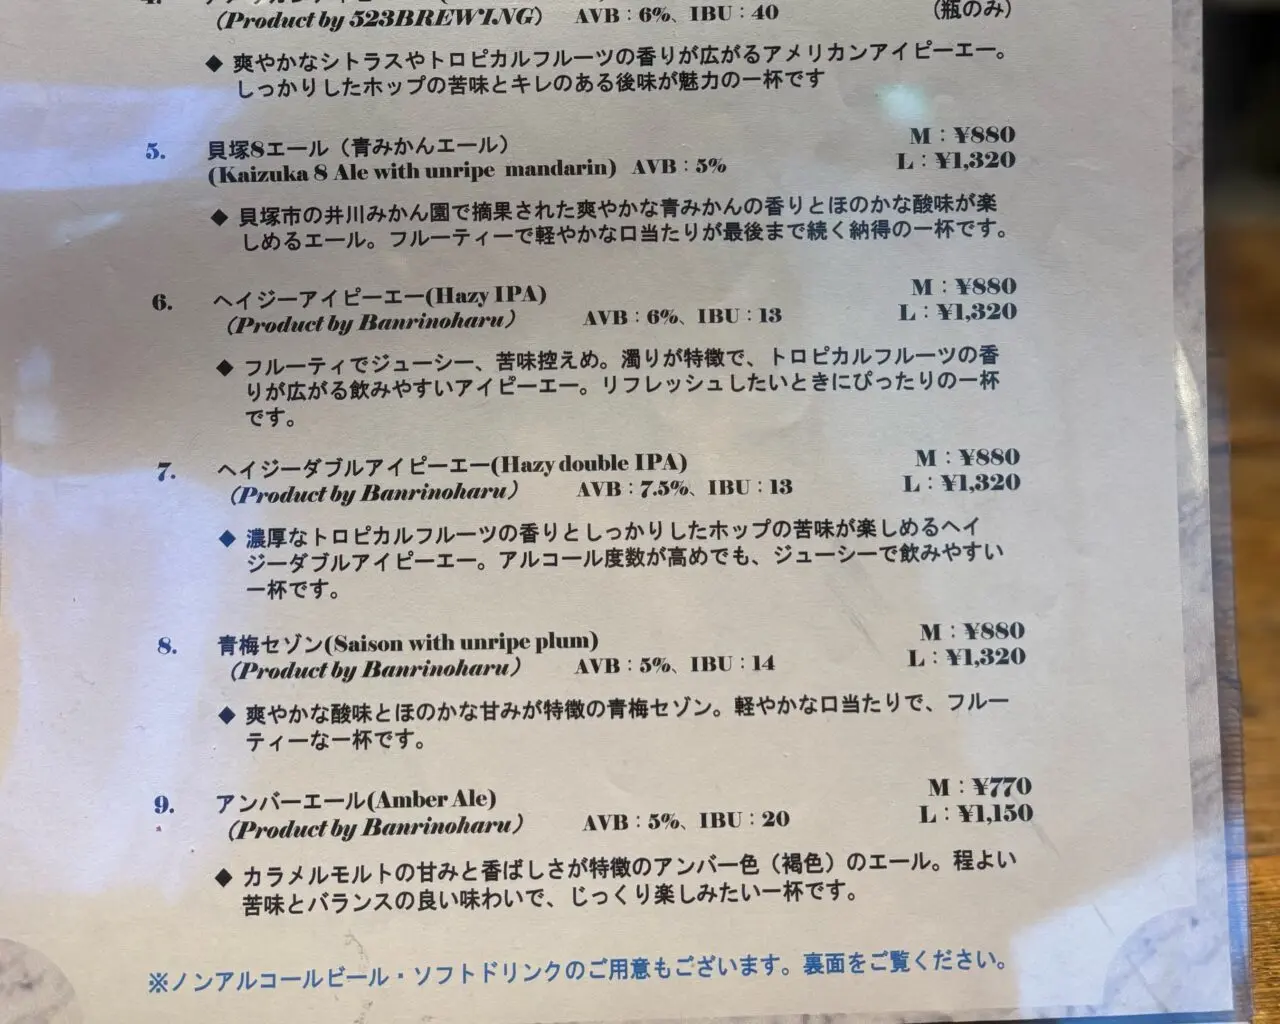 (Product by 523BREWING) AVB：6%、IBU：40 （瓶のみ）
◆ 爽やかなシトラスやトロピカルフルーツの香りが広がるアメリカンアイピーエー。
しっかりしたホップの苦味とキレのある後味が魅力の一杯です
5. 貝塚8エール（青みかんエール） M：¥880
(Kaizuka 8 Ale with unripe mandarin) AVB：5% L：¥1,320
◆ 貝塚市の井川みかん園で摘果された爽やかな青みかんの香りとほのかな酸味が楽
しめるエール。フルーティーで軽やかな口当たりが最後まで続く納得の一杯です。
6. ヘイジーアイピーエー(Hazy IPA) M：¥880
（Product by Banrinoharu） AVB：6%、IBU：13 L：¥1,320
◆ フルーティでジューシー、苦味控えめ。濁りが特徴で、トロピカルフルーツの香
りが広がる飲みやすいアイピーエー。リフレッシュしたいときにぴったりの一杯
です。
7. ヘイジーダブルアイピーエー(Hazy double IPA) M：¥880
（Product by Banrinoharu） AVB：7.5%、IBU：13 L：¥1,320
◆ 濃厚なトロピカルフルーツの香りとしっかりしたホップの苦味が楽しめるヘイ
ジーダブルアイピーエー。アルコール度数が高めでも、ジューシーで飲みやすい
一杯です。
8. 青梅セゾン(Saison with unripe plum) M：¥880
（Product by Banrinoharu） AVB：5%、IBU：14 L：¥1,320
◆ 爽やかな酸味とほのかな甘みが特徴の青梅セゾン。軽やかな口当たりで、フルー
ティーな一杯です。
9. アンバーエール(Amber Ale) M：¥770
（Product by Banrinoharu） AVB：5%、IBU：20 L：¥1,150
◆ カラメルモルトの甘みと香ばしさが特徴のアンバー色（褐色）のエール。程よい
苦味とバランスの良い味わいで、じっくり楽しみたい一杯です。
※ノンアルコールビール・ソフトドリンクのご用意もございます。裏面をご覧ください。